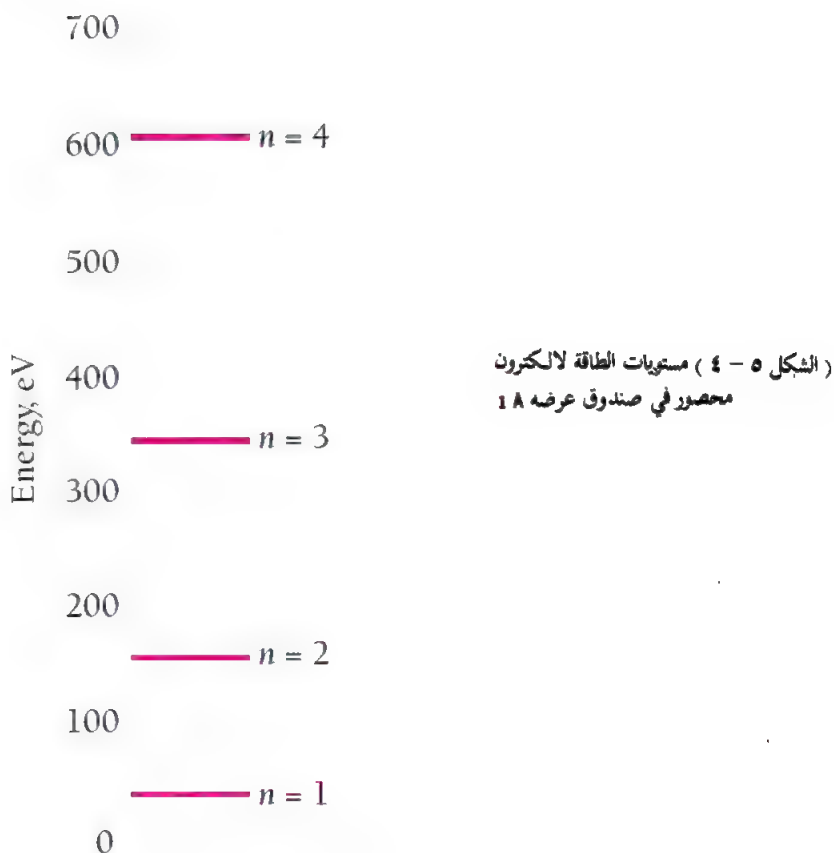 700
600
n = 4
500
400
n = 3
300
200
n = 2
100
n = 1
0
Energy, eV
( الشكل ٥ – ٤ ) مستويات الطاقة لالكترون
محصور في صندوق عرضه 1 A